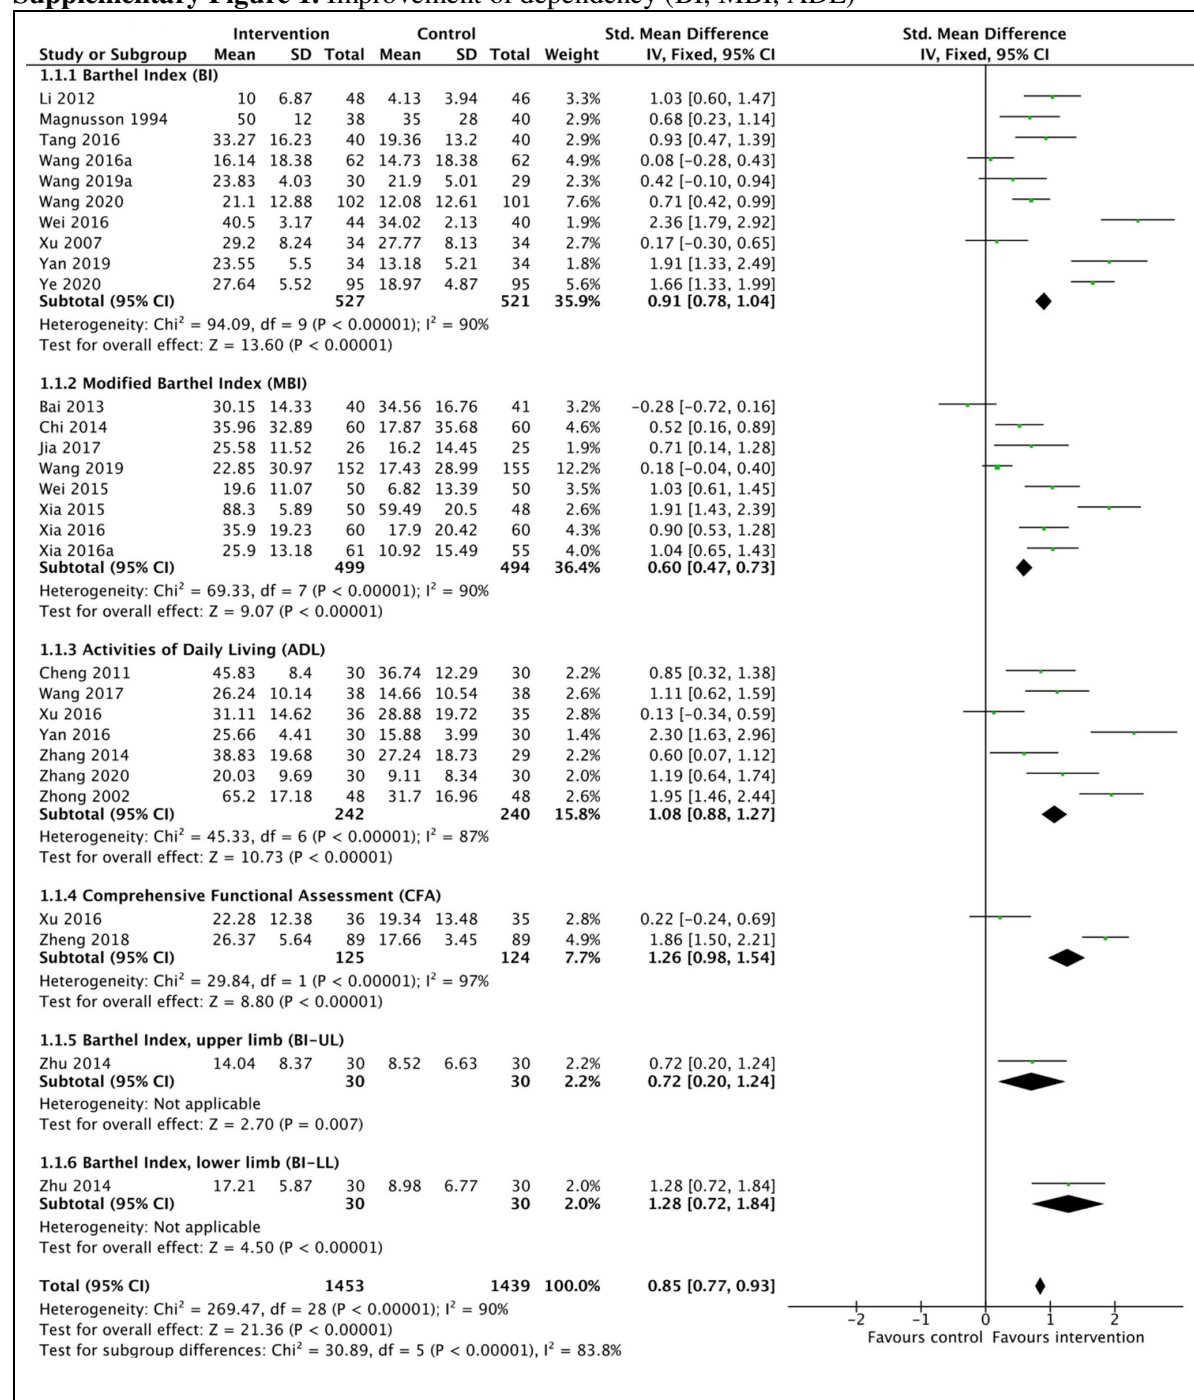 Supplementary Figure 1. Improvement of dependency (BI, MBI, ADL)
Intervention Control Std. Mean Difference Std. Mean Difference
Study or Subgroup Mean SD Total Mean SD Total Weight IV, Fixed, 95% CI IV, Fixed, 95% CI
1.1.1 Barthel Index (BI)
Li 2012 10 6.87 48 4.13 3.94 46 3.3% 1.03 [0.60, 1.47]
Magnusson 1994 50 12 38 35 28 40 2.9% 0.68 [0.23, 1.14]
Tang 2016 33.27 16.23 40 19.36 13.2 40 2.9% 0.93 [0.47, 1.39]
Wang 2016a 16.14 18.38 62 14.73 18.38 62 4.9% 0.08 [−0.28, 0.43]
Wang 2019a 23.83 4.03 30 21.9 5.01 29 2.3% 0.42 [−0.10, 0.94]
Wang 2020 21.1 12.88 102 12.08 12.61 101 7.6% 0.71 [0.42, 0.99]
Wei 2016 40.5 3.17 44 34.02 2.13 40 1.9% 2.36 [1.79, 2.92]
Xu 2007 29.2 8.24 34 27.77 8.13 34 2.7% 0.17 [−0.30, 0.65]
Yan 2019 23.55 5.5 34 13.18 5.21 34 1.8% 1.91 [1.33, 2.49]
Ye 2020 27.64 5.52 95 18.97 4.87 95 5.6% 1.66 [1.33, 1.99]
Subtotal (95% CI) 527 521 35.9% 0.91 [0.78, 1.04]
Heterogeneity: Chi² = 94.09, df = 9 (P < 0.00001); I² = 90%
Test for overall effect: Z = 13.60 (P < 0.00001)
1.1.2 Modified Barthel Index (MBI)
Bai 2013 30.15 14.33 40 34.56 16.76 41 3.2% −0.28 [−0.72, 0.16]
Chi 2014 35.96 32.89 60 17.87 35.68 60 4.6% 0.52 [0.16, 0.89]
Jia 2017 25.58 11.52 26 16.2 14.45 25 1.9% 0.71 [0.14, 1.28]
Wang 2019 22.85 30.97 152 17.43 28.99 155 12.2% 0.18 [−0.04, 0.40]
Wei 2015 19.6 11.07 50 6.82 13.39 50 3.5% 1.03 [0.61, 1.45]
Xia 2015 88.3 5.89 50 59.49 20.5 48 2.6% 1.91 [1.43, 2.39]
Xia 2016 35.9 19.23 60 17.9 20.42 60 4.3% 0.90 [0.53, 1.28]
Xia 2016a 25.9 13.18 61 10.92 15.49 55 4.0% 1.04 [0.65, 1.43]
Subtotal (95% CI) 499 494 36.4% 0.60 [0.47, 0.73]
Heterogeneity: Chi² = 69.33, df = 7 (P < 0.00001); I² = 90%
Test for overall effect: Z = 9.07 (P < 0.00001)
1.1.3 Activities of Daily Living (ADL)
Cheng 2011 45.83 8.4 30 36.74 12.29 30 2.2% 0.85 [0.32, 1.38]
Wang 2017 26.24 10.14 38 14.66 10.54 38 2.6% 1.11 [0.62, 1.59]
Xu 2016 31.11 14.62 36 28.88 19.72 35 2.8% 0.13 [−0.34, 0.59]
Yan 2016 25.66 4.41 30 15.88 3.99 30 1.4% 2.30 [1.63, 2.96]
Zhang 2014 38.83 19.68 30 27.24 18.73 29 2.2% 0.60 [0.07, 1.12]
Zhang 2020 20.03 9.69 30 9.11 8.34 30 2.0% 1.19 [0.64, 1.74]
Zhong 2002 65.2 17.18 48 31.7 16.96 48 2.6% 1.95 [1.46, 2.44]
Subtotal (95% CI) 242 240 15.8% 1.08 [0.88, 1.27]
Heterogeneity: Chi² = 45.33, df = 6 (P < 0.00001); I² = 87%
Test for overall effect: Z = 10.73 (P < 0.00001)
1.1.4 Comprehensive Functional Assessment (CFA)
Xu 2016 22.28 12.38 36 19.34 13.48 35 2.8% 0.22 [−0.24, 0.69]
Zheng 2018 26.37 5.64 89 17.66 3.45 89 4.9% 1.86 [1.50, 2.21]
Subtotal (95% CI) 125 124 7.7% 1.26 [0.98, 1.54]
Heterogeneity: Chi² = 29.84, df = 1 (P < 0.00001); I² = 97%
Test for overall effect: Z = 8.80 (P < 0.00001)
1.1.5 Barthel Index, upper limb (BI−UL)
Zhu 2014 14.04 8.37 30 8.52 6.63 30 2.2% 0.72 [0.20, 1.24]
Subtotal (95% CI) 30 30 2.2% 0.72 [0.20, 1.24]
Heterogeneity: Not applicable
Test for overall effect: Z = 2.70 (P = 0.007)
1.1.6 Barthel Index, lower limb (BI−LL)
Zhu 2014 17.21 5.87 30 8.98 6.77 30 2.0% 1.28 [0.72, 1.84]
Subtotal (95% CI) 30 30 2.0% 1.28 [0.72, 1.84]
Heterogeneity: Not applicable
Test for overall effect: Z = 4.50 (P < 0.00001)
Total (95% CI) 1453 1439 100.0% 0.85 [0.77, 0.93]
Heterogeneity: Chi² = 269.47, df = 28 (P < 0.00001); I² = 90%
Test for overall effect: Z = 21.36 (P < 0.00001)
Test for subgroup differences: Chi² = 30.89, df = 5 (P < 0.00001), I² = 83.8%
−2 −1 0 1 2
Favours control Favours intervention